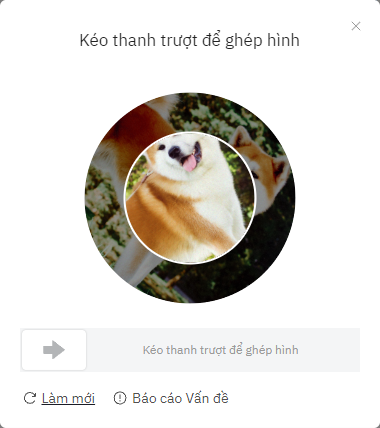 Kéo thanh trượt để ghép hình
Kéo thanh trượt để ghép hình
Làm mới
Báo cáo Vấn đề